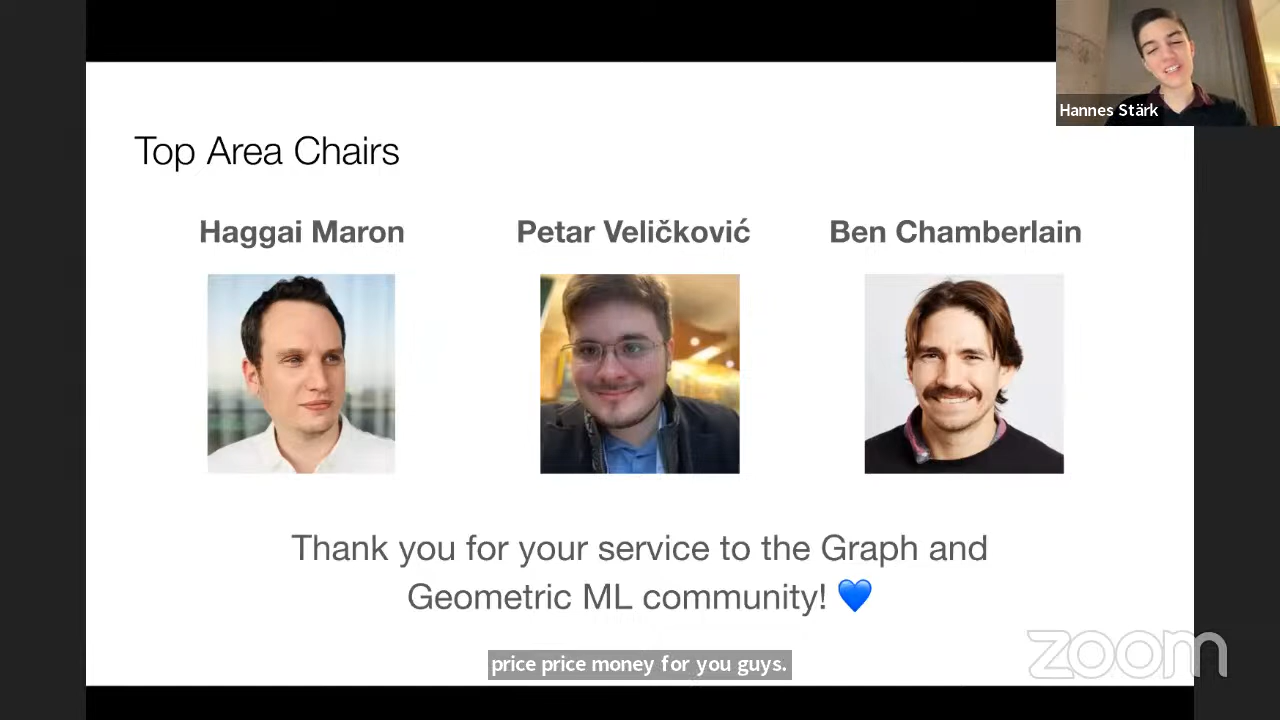 Hannes Stärk
Top Area Chairs
Haggai Maron
Petar Veličković
Ben Chamberlain
Thank you for your service to the Graph and
Geometric ML community! 💙
price price money for you guys.
zoom